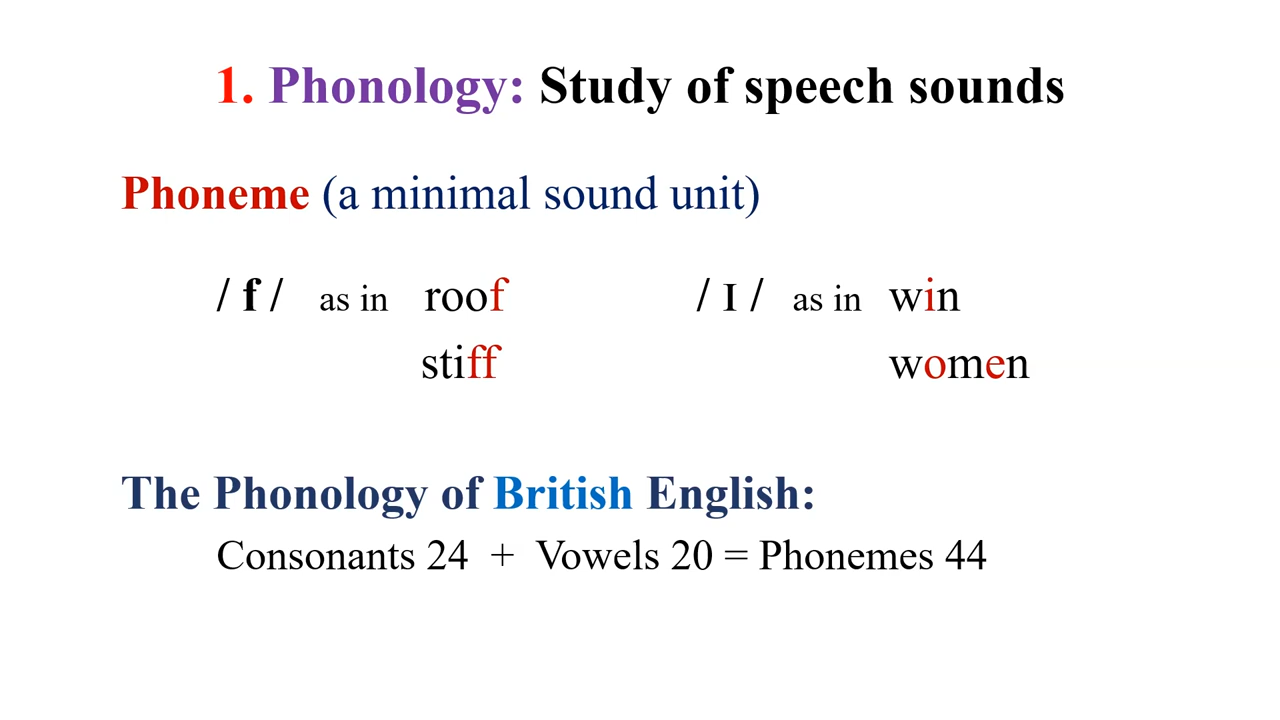 1. Phonology: Study of speech sounds
Phoneme (a minimal sound unit)
/ f / as in roof / I / as in win
stiff women
The Phonology of British English:
Consonants 24 + Vowels 20 = Phonemes 44